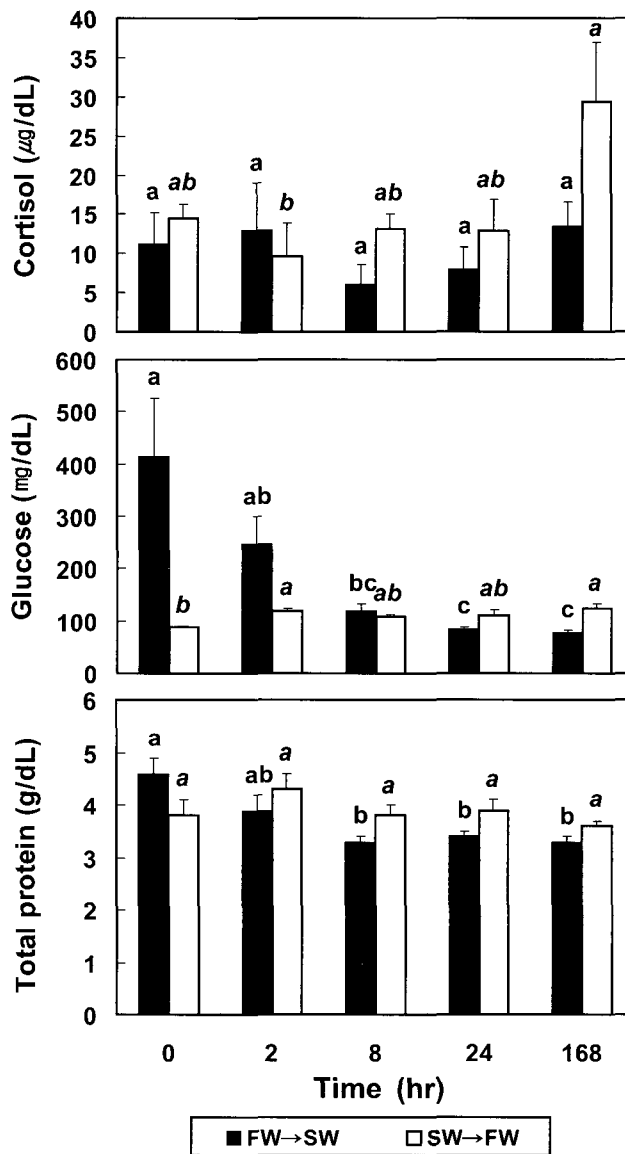 Cortisol (㎍/dL)
40
35
30
25
20
15
10
5
0
a ab a b a ab a ab a a
Glucose (㎎/dL)
600
500
400
300
200
100
0
a b ab a bc ab c ab c a
Total protein (g/dL)
6
5
4
3
2
1
0
a a ab a b a b a b a
0 2 8 24 168
Time (hr)
■ FW→SW □ SW→FW